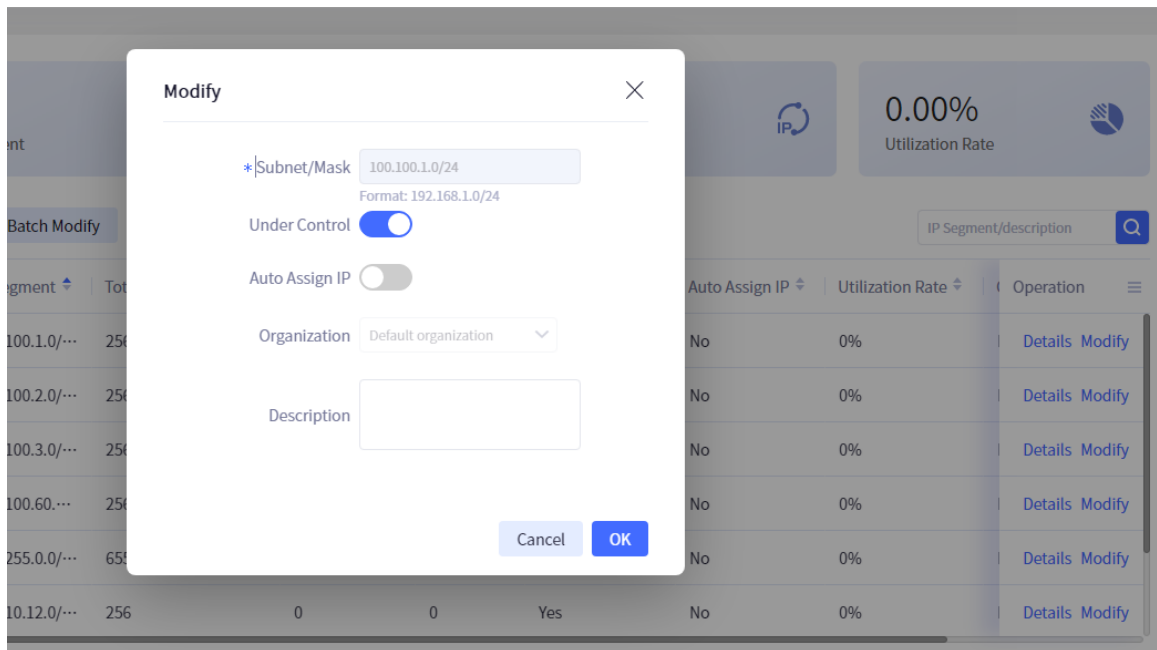 Modify
* Subnet/Mask 100.100.1.0/24
Format: 192.168.1.0/24
Under Control
Auto Assign IP
Organization Default organization
Description
Cancel OK
IP
0.00%
Utilization Rate
Batch Modify
IP Segment/description
Auto Assign IP Utilization Rate Operation
100.1.0/··· No 0% Details Modify
100.2.0/··· No 0% Details Modify
100.3.0/··· No 0% Details Modify
100.60.··· No 0% Details Modify
255.0.0/··· No 0% Details Modify
10.12.0/··· 256 0 0 Yes No 0% Details Modify